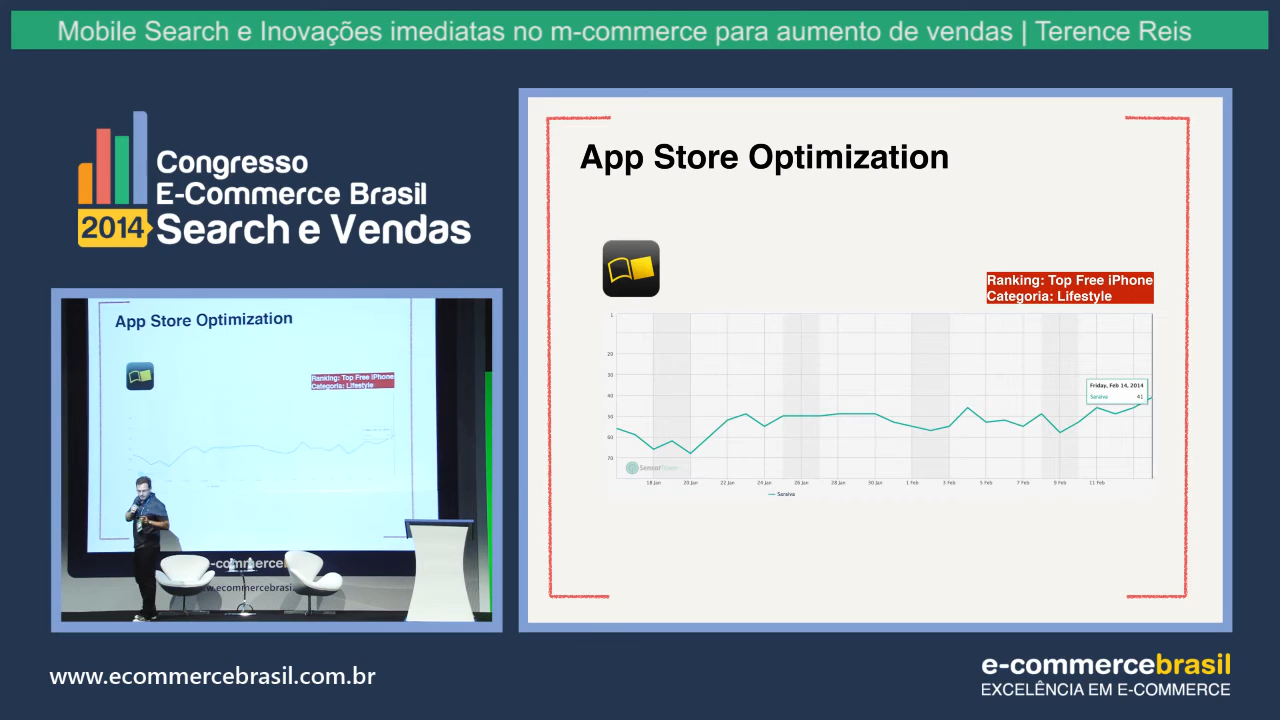 Mobile Search e Inovações imediatas no m-commerce para aumento de vendas | Terence Reis
Congresso
E-Commerce Brasil
2014 Search e Vendas
App Store Optimization
Ranking: Top Free iPhone
Categoria: Lifestyle
1
20
30
40
50
60
70
Friday, Feb 14, 2014
Saraiva 41
SensorTower
18 Jan 20 Jan 22 Jan 24 Jan 26 Jan 28 Jan 30 Jan 1 Feb 3 Feb 5 Feb 7 Feb 9 Feb 11 Feb
Saraiva
App Store Optimization
Ranking: Top Free iPhone
Categoria: Lifestyle
e-commerce
www.ecommercebrasil.com.br
e-commercebrasil
EXCELÊNCIA EM E-COMMERCE